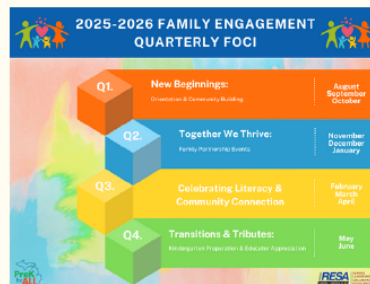 2025-2026 FAMILY ENGAGEMENT
QUARTERLY FOCI
Q1.
New Beginnings:
Orientation & Community Building
August
September
October
Q2.
Together We Thrive:
Family Partnership Events
November
December
January
Q3.
Celebrating Literacy &
Community Connection
February
March
April
Q4.
Transitions & Tributes:
Kindergarten Preparation & Educator Appreciation
May
June
PreK
for
ALL
RESA